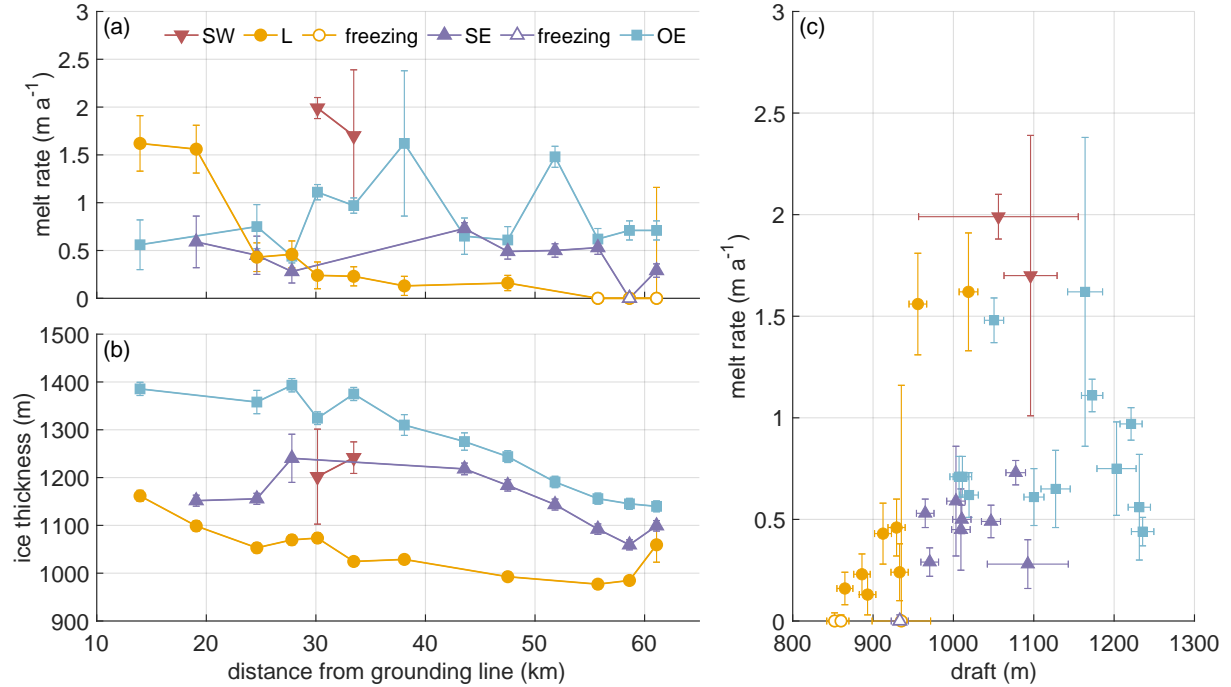 (a)
SW L freezing SE freezing OE
3
2.5
2
1.5
1
0.5
0
melt rate (m a⁻¹)
(b)
1500
1400
1300
1200
1100
1000
900
ice thickness (m)
10 20 30 40 50 60
distance from grounding line (km)
(c)
3
2.5
2
1.5
1
0.5
0
melt rate (m a⁻¹)
800 900 1000 1100 1200 1300
draft (m)